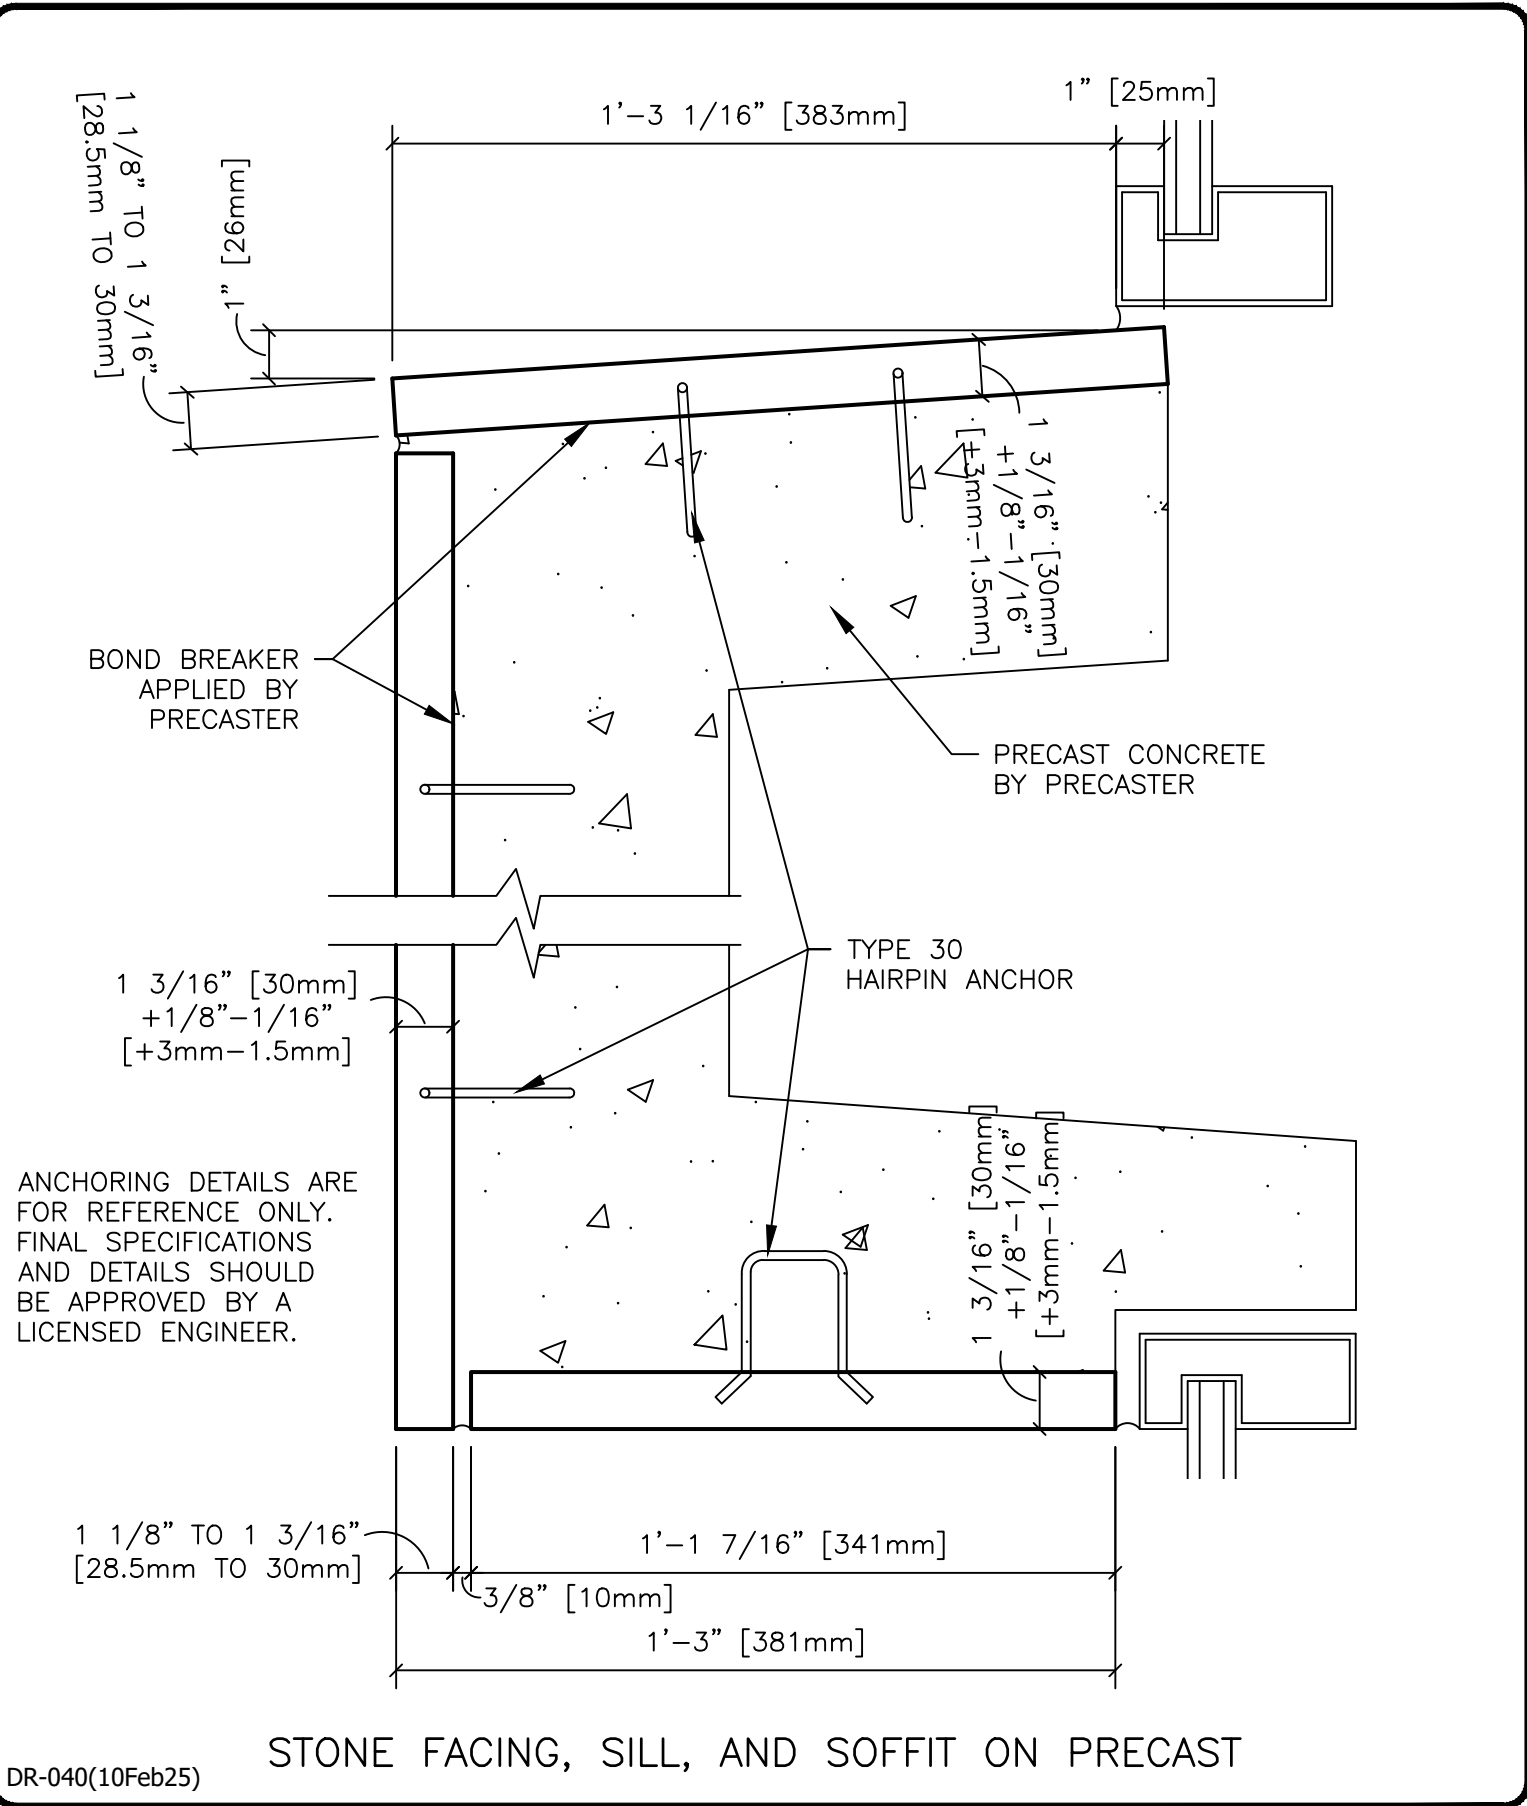 1'-3 1/16" [383mm]
1" [25mm]
1 1/8" TO 1 3/16"
[28.5mm TO 30mm]
1" [26mm]
1 3/16" [30mm]
+1/8"-1/16"
[+3mm-1.5mm]
BOND BREAKER
APPLIED BY
PRECASTER
PRECAST CONCRETE
BY PRECASTER
TYPE 30
HAIRPIN ANCHOR
1 3/16" [30mm]
+1/8"-1/16"
[+3mm-1.5mm]
1 3/16" [30mm]
+1/8"-1/16"
[+3mm-1.5mm]
ANCHORING DETAILS ARE
FOR REFERENCE ONLY.
FINAL SPECIFICATIONS
AND DETAILS SHOULD
BE APPROVED BY A
LICENSED ENGINEER.
1 1/8" TO 1 3/16"
[28.5mm TO 30mm]
1'-1 7/16" [341mm]
3/8" [10mm]
1'-3" [381mm]
STONE FACING, SILL, AND SOFFIT ON PRECAST
DR-040(10Feb25)